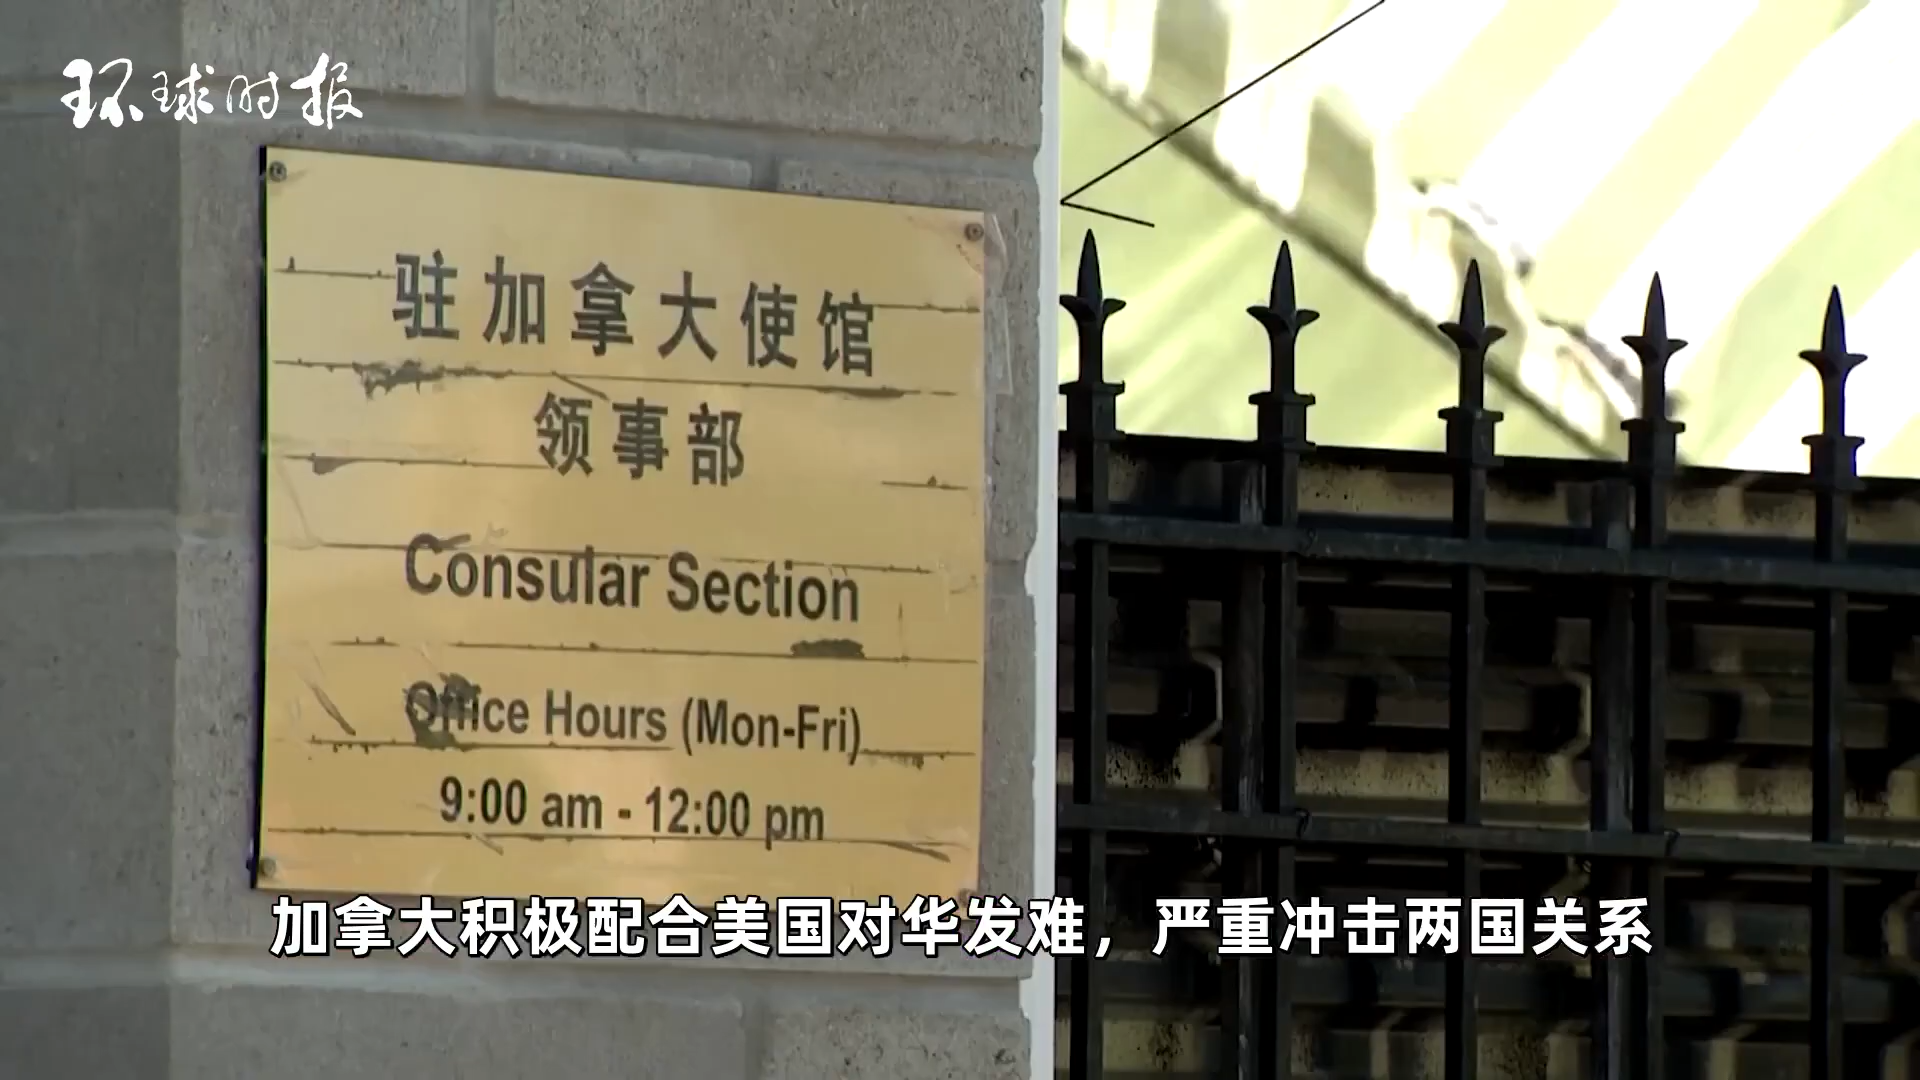 环球时报
驻加拿大使馆
领事部
Consular Section
Office Hours (Mon-Fri)
9:00 am - 12:00 pm
加拿大积极配合美国对华发难，严重冲击两国关系